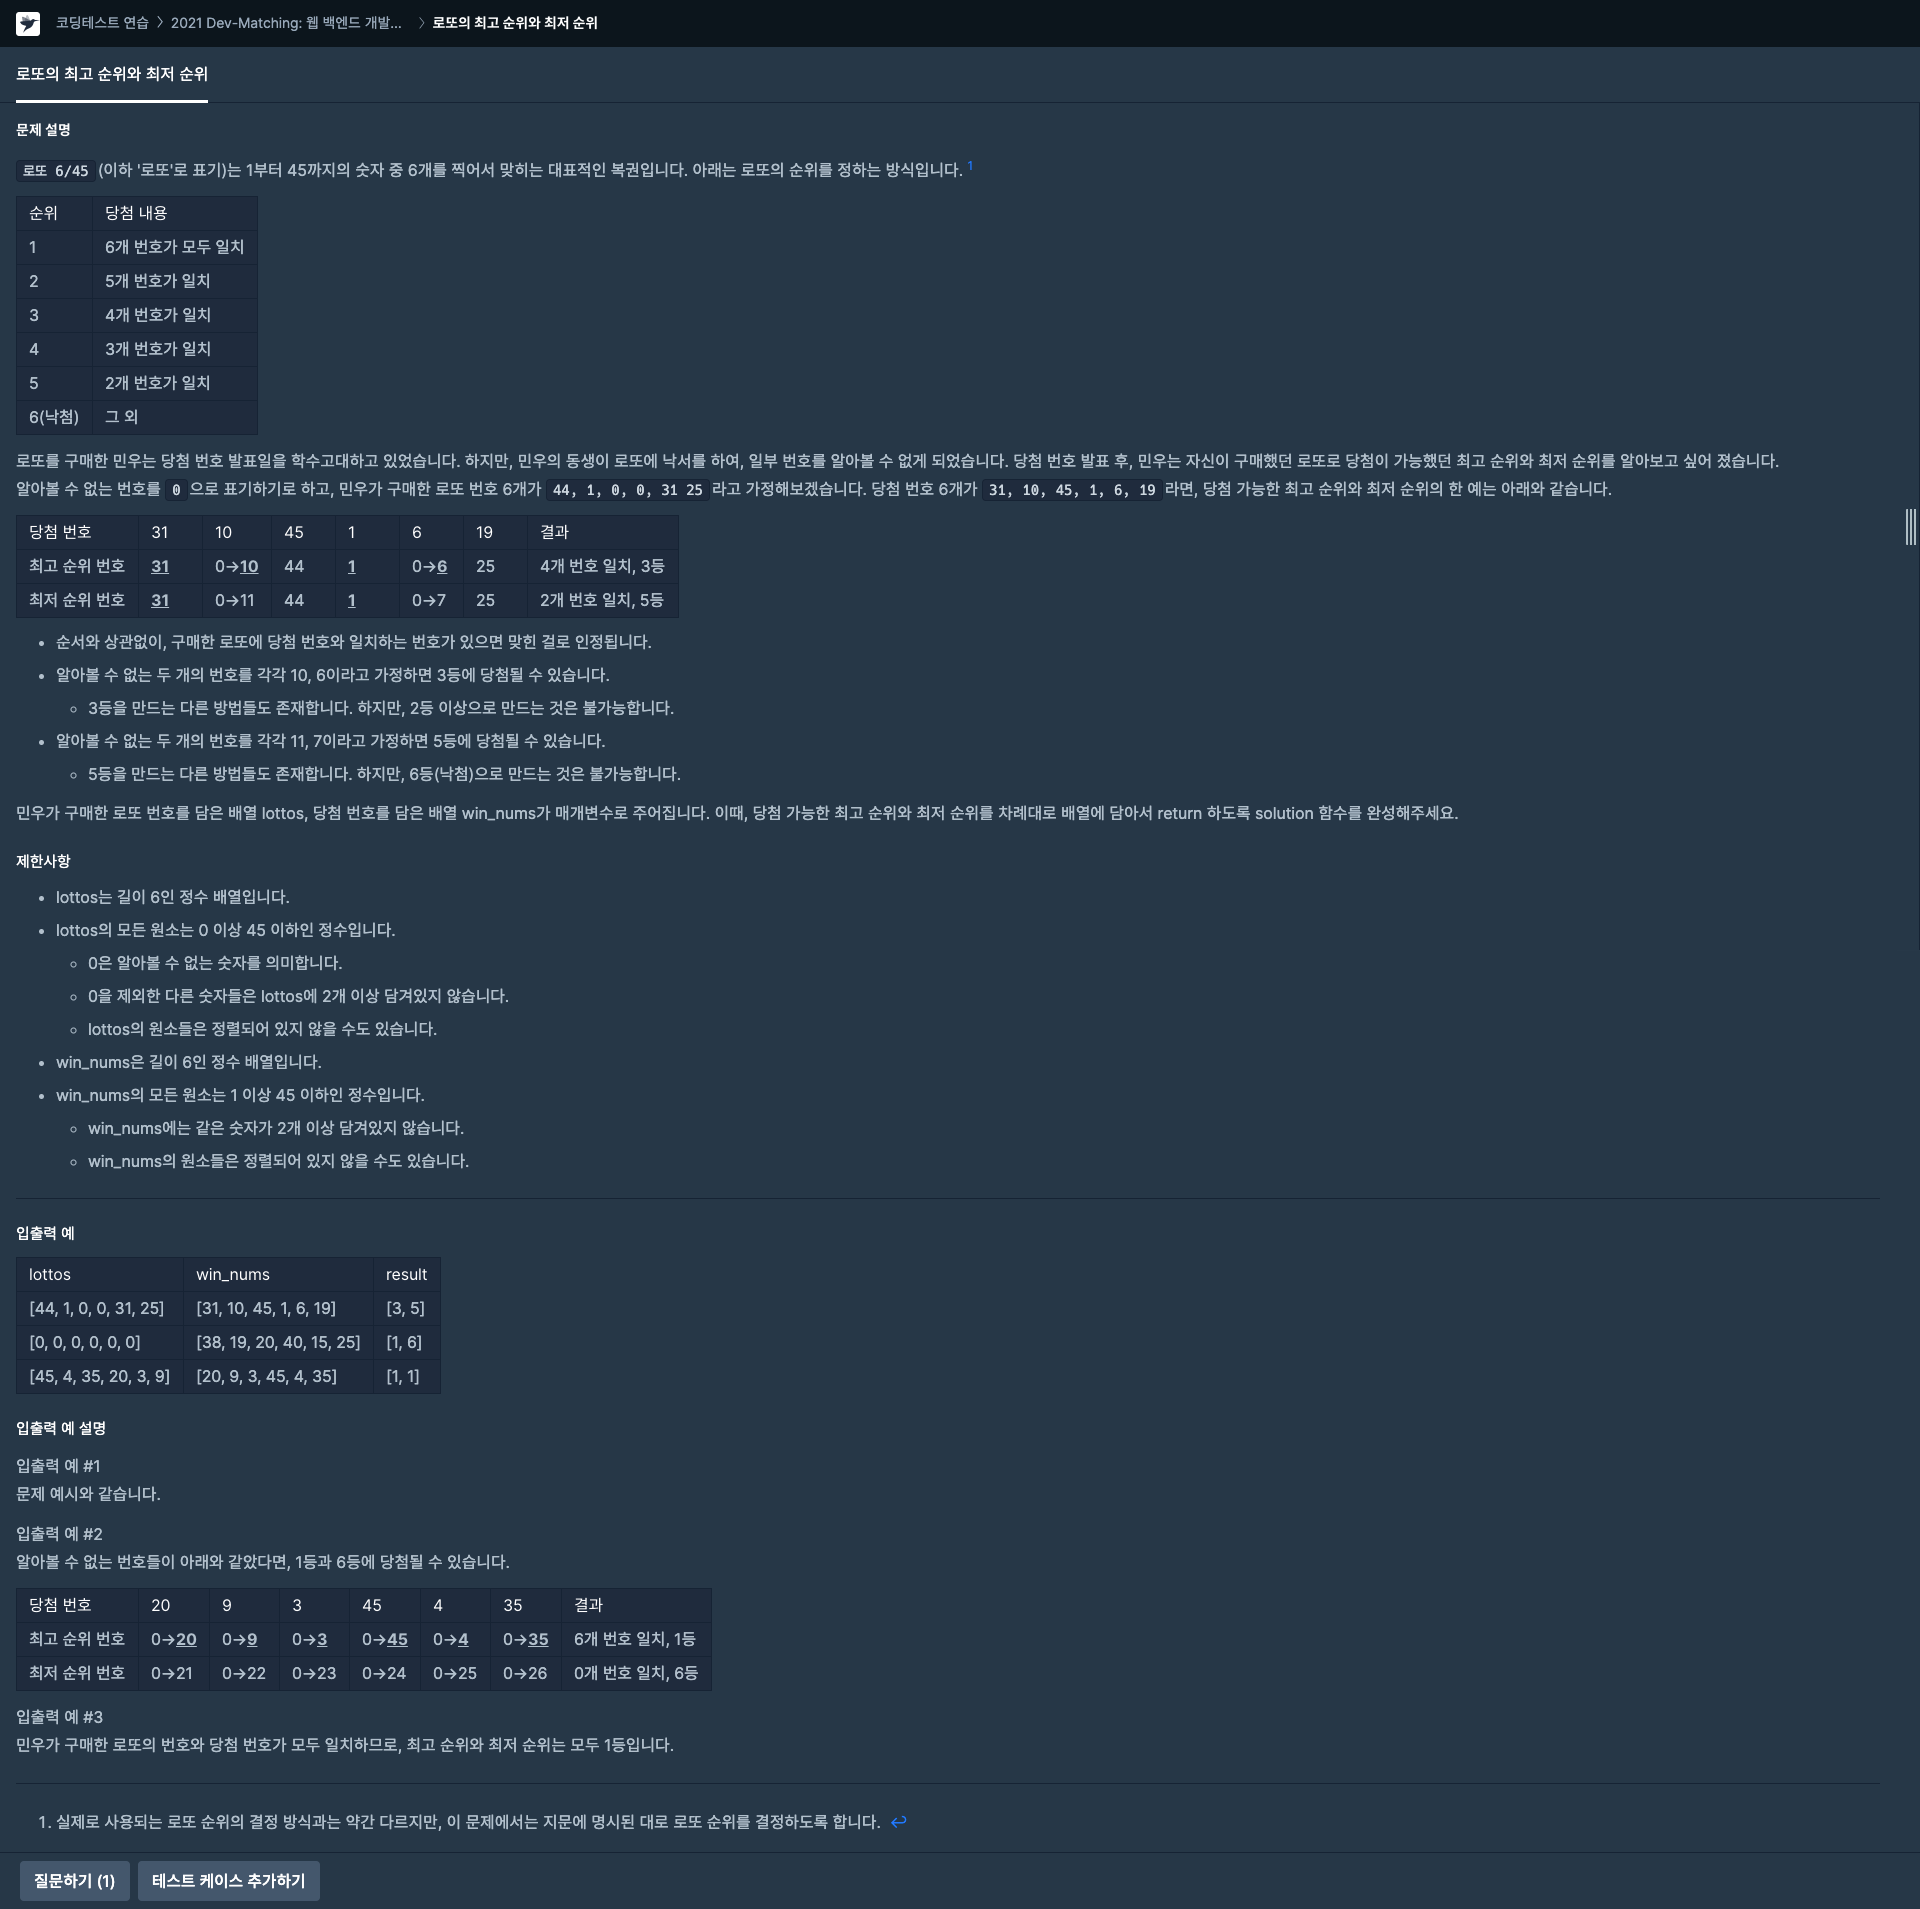 코딩테스트 연습 > 2021 Dev-Matching: 웹 백엔드 개발... > 로또의 최고 순위와 최저 순위
로또의 최고 순위와 최저 순위
문제 설명
로또 6/45 (이하 '로또'로 표기)는 1부터 45까지의 숫자 중 6개를 찍어서 맞히는 대표적인 복권입니다. 아래는 로또의 순위를 정하는 방식입니다. 1
순위 당첨 내용
1 6개 번호가 모두 일치
2 5개 번호가 일치
3 4개 번호가 일치
4 3개 번호가 일치
5 2개 번호가 일치
6(낙첨) 그 외
로또를 구매한 민우는 당첨 번호 발표일을 학수고대하고 있었습니다. 하지만, 민우의 동생이 로또에 낙서를 하여, 일부 번호를 알아볼 수 없게 되었습니다. 당첨 번호 발표 후, 민우는 자신이 구매했던 로또로 당첨이 가능했던 최고 순위와 최저 순위를 알아보고 싶어 졌습니다.
알아볼 수 없는 번호를 0 으로 표기하기로 하고, 민우가 구매한 로또 번호 6개가 44, 1, 0, 0, 31 25 라고 가정해보겠습니다. 당첨 번호 6개가 31, 10, 45, 1, 6, 19 라면, 당첨 가능한 최고 순위와 최저 순위의 한 예는 아래와 같습니다.
당첨 번호 31 10 45 1 6 19 결과
최고 순위 번호 31 0→10 44 1 0→6 25 4개 번호 일치, 3등
최저 순위 번호 31 0→11 44 1 0→7 25 2개 번호 일치, 5등
• 순서와 상관없이, 구매한 로또에 당첨 번호와 일치하는 번호가 있으면 맞힌 걸로 인정됩니다.
• 알아볼 수 없는 두 개의 번호를 각각 10, 6이라고 가정하면 3등에 당첨될 수 있습니다.
◦ 3등을 만드는 다른 방법들도 존재합니다. 하지만, 2등 이상으로 만드는 것은 불가능합니다.
• 알아볼 수 없는 두 개의 번호를 각각 11, 7이라고 가정하면 5등에 당첨될 수 있습니다.
◦ 5등을 만드는 다른 방법들도 존재합니다. 하지만, 6등(낙첨)으로 만드는 것은 불가능합니다.
민우가 구매한 로또 번호를 담은 배열 lottos, 당첨 번호를 담은 배열 win_nums가 매개변수로 주어집니다. 이때, 당첨 가능한 최고 순위와 최저 순위를 차례대로 배열에 담아서 return 하도록 solution 함수를 완성해주세요.
제한사항
• lottos는 길이 6인 정수 배열입니다.
• lottos의 모든 원소는 0 이상 45 이하인 정수입니다.
◦ 0은 알아볼 수 없는 숫자를 의미합니다.
◦ 0을 제외한 다른 숫자들은 lottos에 2개 이상 담겨있지 않습니다.
◦ lottos의 원소들은 정렬되어 있지 않을 수도 있습니다.
• win_nums은 길이 6인 정수 배열입니다.
• win_nums의 모든 원소는 1 이상 45 이하인 정수입니다.
◦ win_nums에는 같은 숫자가 2개 이상 담겨있지 않습니다.
◦ win_nums의 원소들은 정렬되어 있지 않을 수도 있습니다.
입출력 예
lottos win_nums result
[44, 1, 0, 0, 31, 25] [31, 10, 45, 1, 6, 19] [3, 5]
[0, 0, 0, 0, 0, 0] [38, 19, 20, 40, 15, 25] [1, 6]
[45, 4, 35, 20, 3, 9] [20, 9, 3, 45, 4, 35] [1, 1]
입출력 예 설명
입출력 예 #1
문제 예시와 같습니다.
입출력 예 #2
알아볼 수 없는 번호들이 아래와 같았다면, 1등과 6등에 당첨될 수 있습니다.
당첨 번호 20 9 3 45 4 35 결과
최고 순위 번호 0→20 0→9 0→3 0→45 0→4 0→35 6개 번호 일치, 1등
최저 순위 번호 0→21 0→22 0→23 0→24 0→25 0→26 0개 번호 일치, 6등
입출력 예 #3
민우가 구매한 로또의 번호와 당첨 번호가 모두 일치하므로, 최고 순위와 최저 순위는 모두 1등입니다.
1. 실제로 사용되는 로또 순위의 결정 방식과는 약간 다르지만, 이 문제에서는 지문에 명시된 대로 로또 순위를 결정하도록 합니다. ↩
질문하기 (1) 테스트 케이스 추가하기